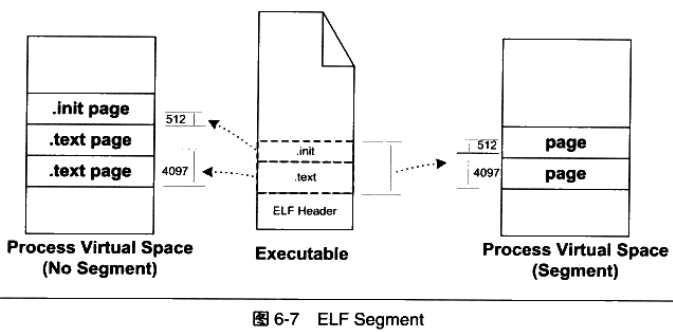 .init page
512
.text page
.text page
4097
Process Virtual Space
(No Segment)
.init
.text
ELF Header
Executable
512
page
4097
page
Process Virtual Space
(Segment)
图 6-7 ELF Segment